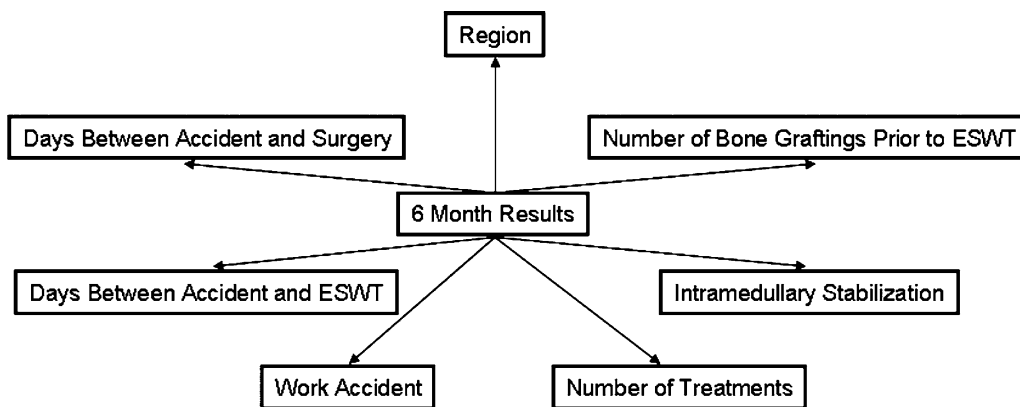 Region
Days Between Accident and Surgery
Number of Bone Graftings Prior to ESWT
6 Month Results
Days Between Accident and ESWT
Intramedullary Stabilization
Work Accident
Number of Treatments